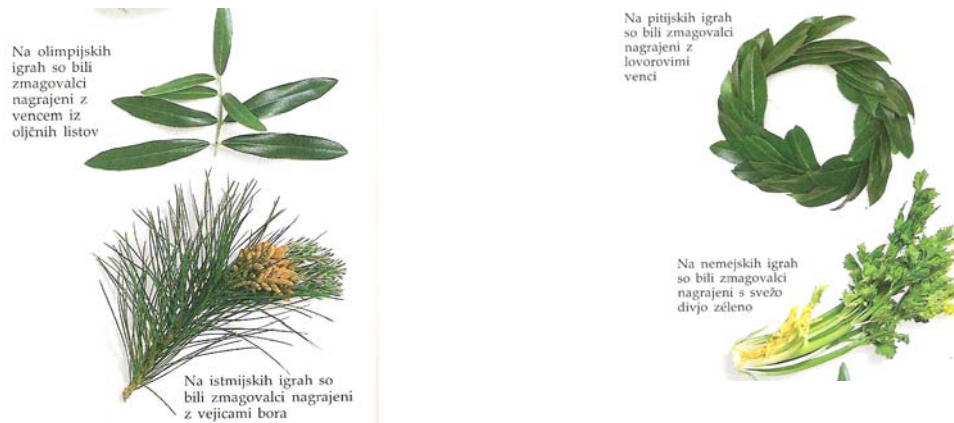 Na olimpijskih
igrah so bili
zmagovalci
nagrajeni z
vencem iz
oljčnih listov
Na istmijskih igrah so
bili zmagovalci nagrajeni
z vejicami bora
Na pitijskih igrah
so bili zmagovalci
nagrajeni z
lovorovimi
venci
Na nemejskih igrah
so bili zmagovalci
nagrajeni s svežo
divjo zéleno